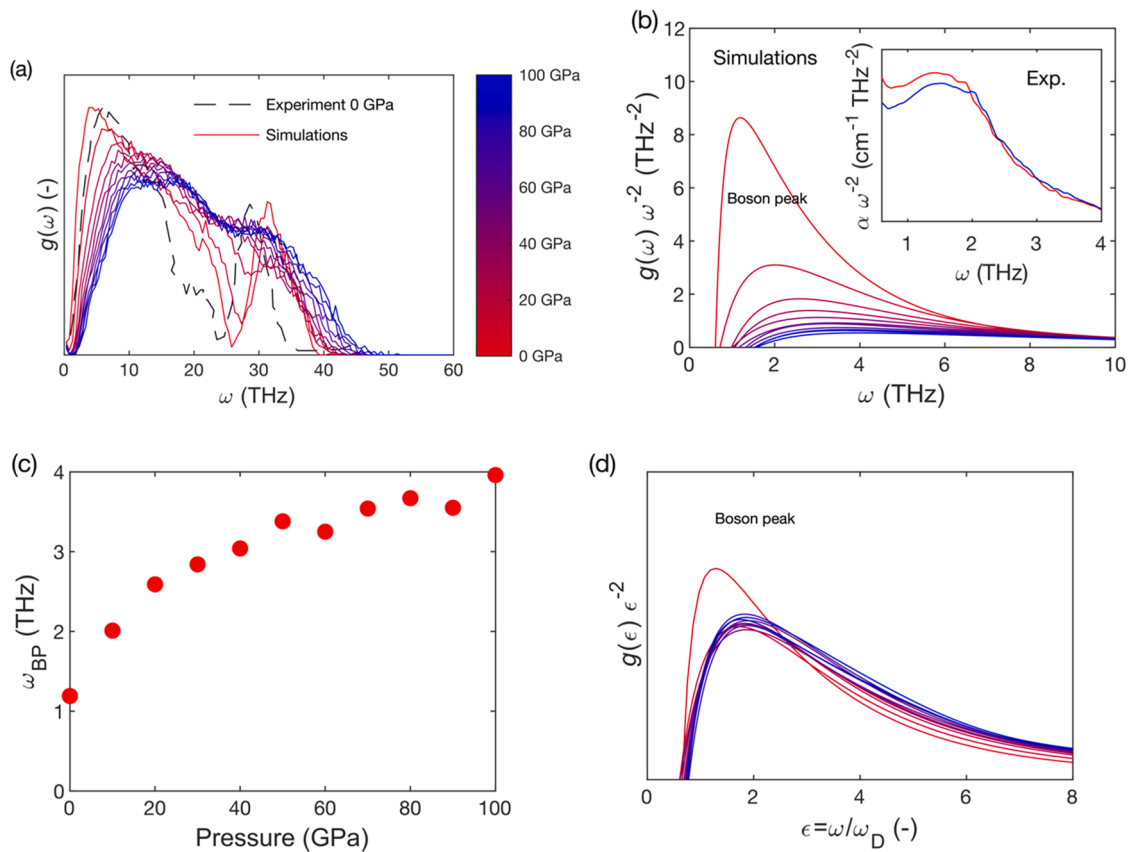 (a)
g(ω) (-)
Experiment 0 GPa
Simulations
0 10 20 30 40 50 60
ω (THz)
100 GPa
80 GPa
60 GPa
40 GPa
20 GPa
0 GPa
(b)
12
10
8
6
4
2
0
g(ω) ω⁻² (THz⁻²)
Simulations
Boson peak
0 2 4 6 8 10
ω (THz)
Exp.
α ω⁻² (cm⁻¹ THz⁻²)
1 2 3 4
ω (THz)
(c)
4
3
2
1
0
ω_BP (THz)
0 20 40 60 80 100
Pressure (GPa)
(d)
Boson peak
g(ϵ) ϵ⁻²
0 2 4 6 8
ϵ=ω/ω_D (-)